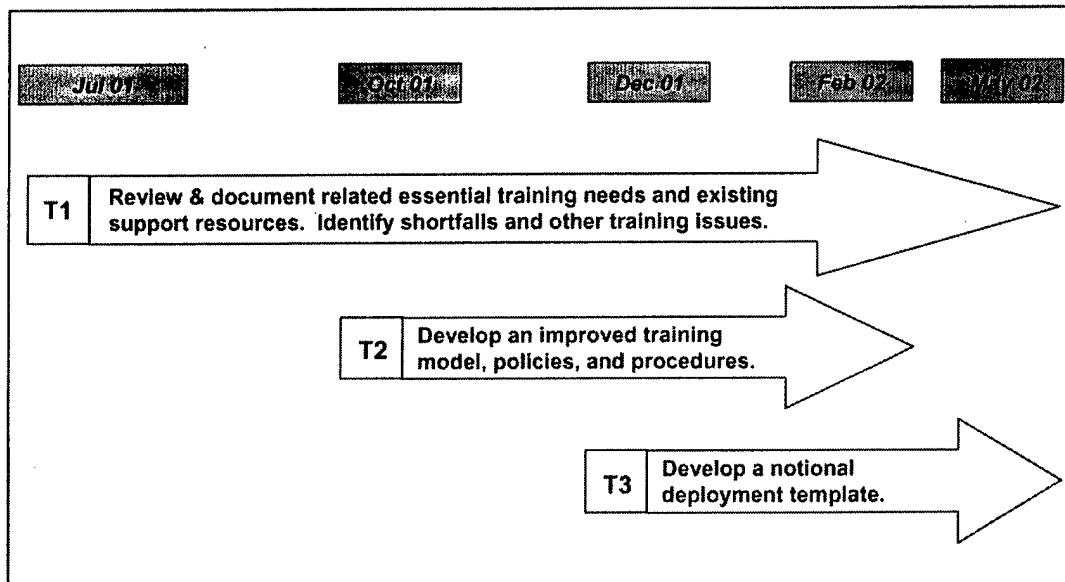 Jul 01
Oct 01
Dec 01
Feb 02
May 02
T1
Review & document related essential training needs and existing
support resources.  Identify shortfalls and other training issues.
T2
Develop an improved training
model, policies, and procedures.
T3
Develop a notional
deployment template.